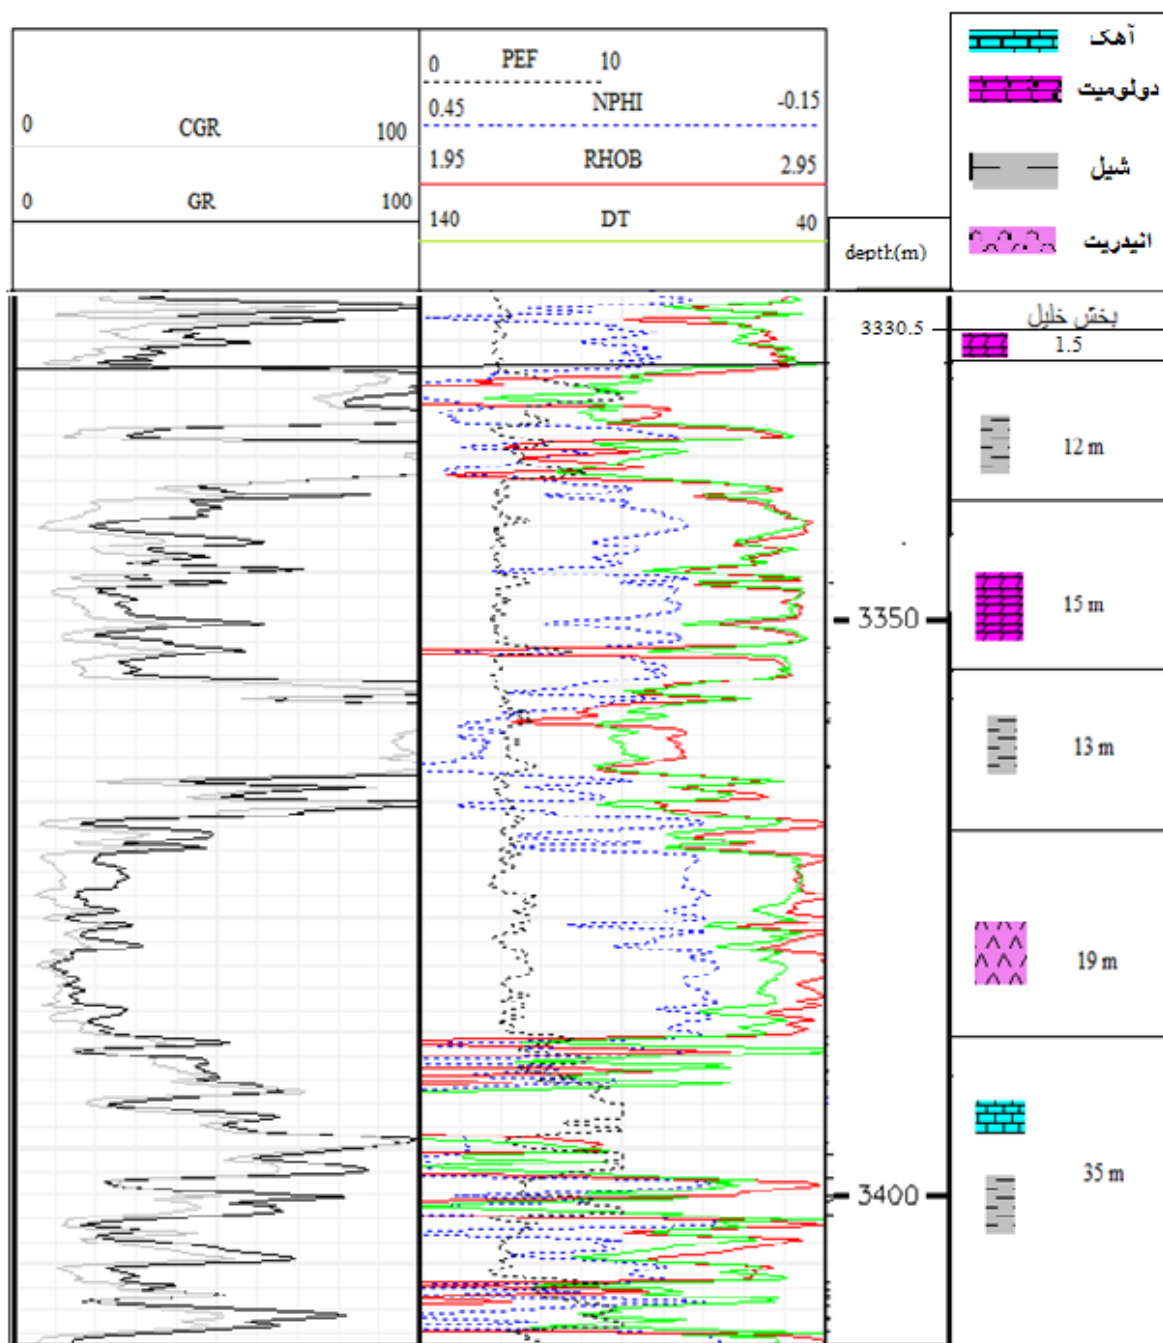 0 PEF 10
0.45 NPHI -0.15
0 CGR 100
1.95 RHOB 2.95
0 GR 100
140 DT 40
depth(m)
آهک
دولومیت
شیل
انیدریت
بخش خلیل
3330.5
1.5
12 m
3350
15 m
13 m
19 m
35 m
3400